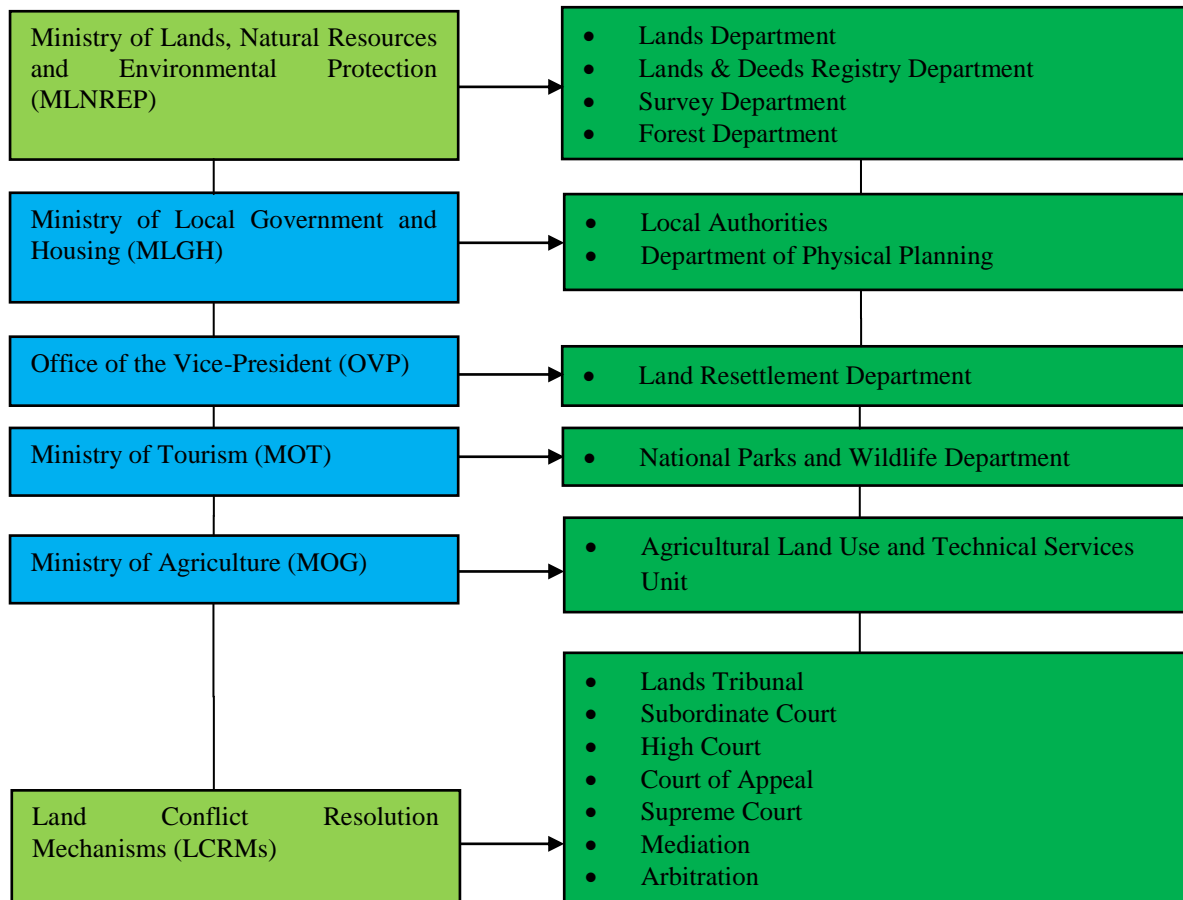 Ministry of Lands, Natural Resources
and Environmental Protection
(MLNREP)
• Lands Department
• Lands & Deeds Registry Department
• Survey Department
• Forest Department
Ministry of Local Government and
Housing (MLGH)
• Local Authorities
• Department of Physical Planning
Office of the Vice-President (OVP)
• Land Resettlement Department
Ministry of Tourism (MOT)
• National Parks and Wildlife Department
Ministry of Agriculture (MOG)
• Agricultural Land Use and Technical Services
Unit
Land Conflict Resolution
Mechanisms (LCRMs)
• Lands Tribunal
• Subordinate Court
• High Court
• Court of Appeal
• Supreme Court
• Mediation
• Arbitration